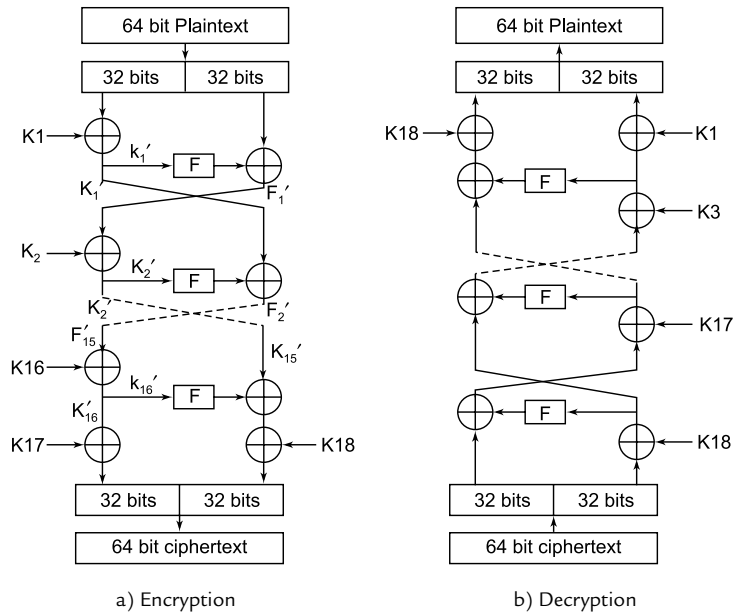 64 bit Plaintext
32 bits 32 bits
K1
k₁′ F
K₁′ F₁′
K₂
K₂′ F
K₂′ F₂′
F′₁₅
K₁₅′
K16
k₁₆′ F
K′₁₆
K17 K18
32 bits 32 bits
64 bit ciphertext
a) Encryption
64 bit Plaintext
32 bits 32 bits
K18 K1
F
K3
F
K17
F
K18
32 bits 32 bits
64 bit ciphertext
b) Decryption